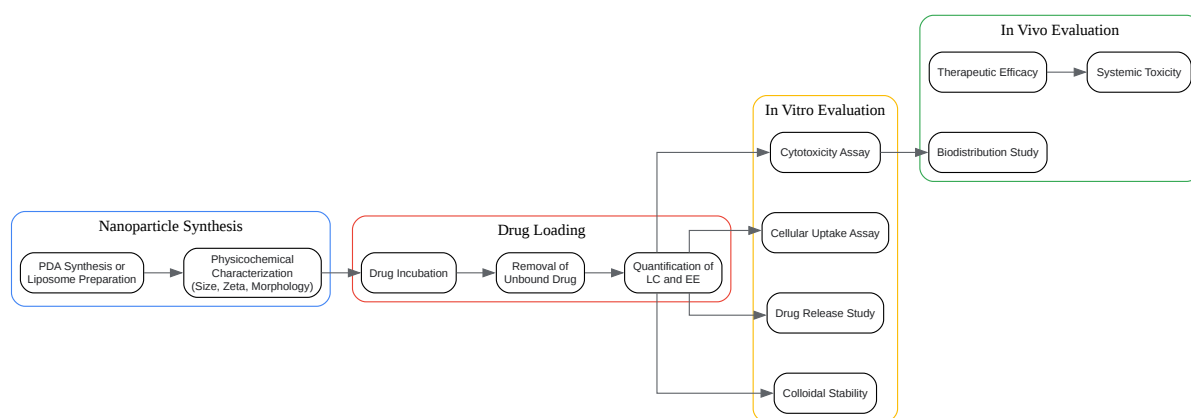 In Vivo Evaluation
Therapeutic Efficacy
Systemic Toxicity
Biodistribution Study
In Vitro Evaluation
Cytotoxicity Assay
Cellular Uptake Assay
Drug Release Study
Colloidal Stability
Nanoparticle Synthesis
PDA Synthesis or
Liposome Preparation
Physicochemical
Characterization
(Size, Zeta, Morphology)
Drug Loading
Drug Incubation
Removal of
Unbound Drug
Quantification of
LC and EE